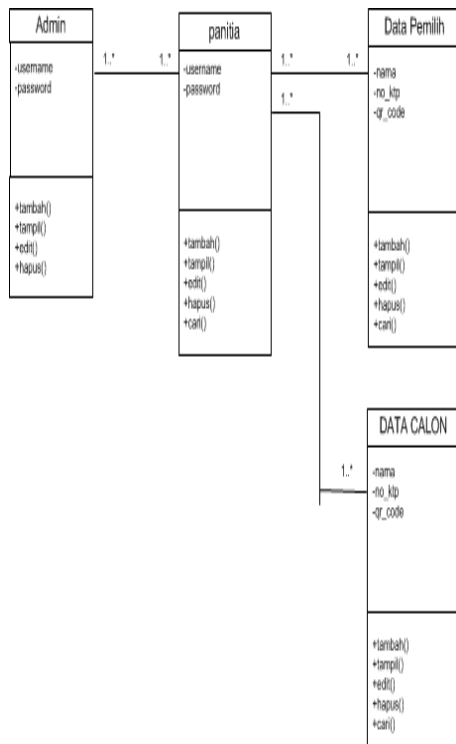 Admin
-username
-password
+tambah()
+tampil()
+edit()
+hapus()
1..*
1..*
panitia
-username
-password
+tambah()
+tampil()
+edit()
+hapus()
+cari()
1..*
1..*
1..*
Data Pemilih
-nama
-no_ktp
-qr_code
+tambah()
+tampil()
+edit()
+hapus()
+cari()
1..*
DATA CALON
-nama
-no_ktp
-qr_code
+tambah()
+tampil()
+edit()
+hapus()
+cari()